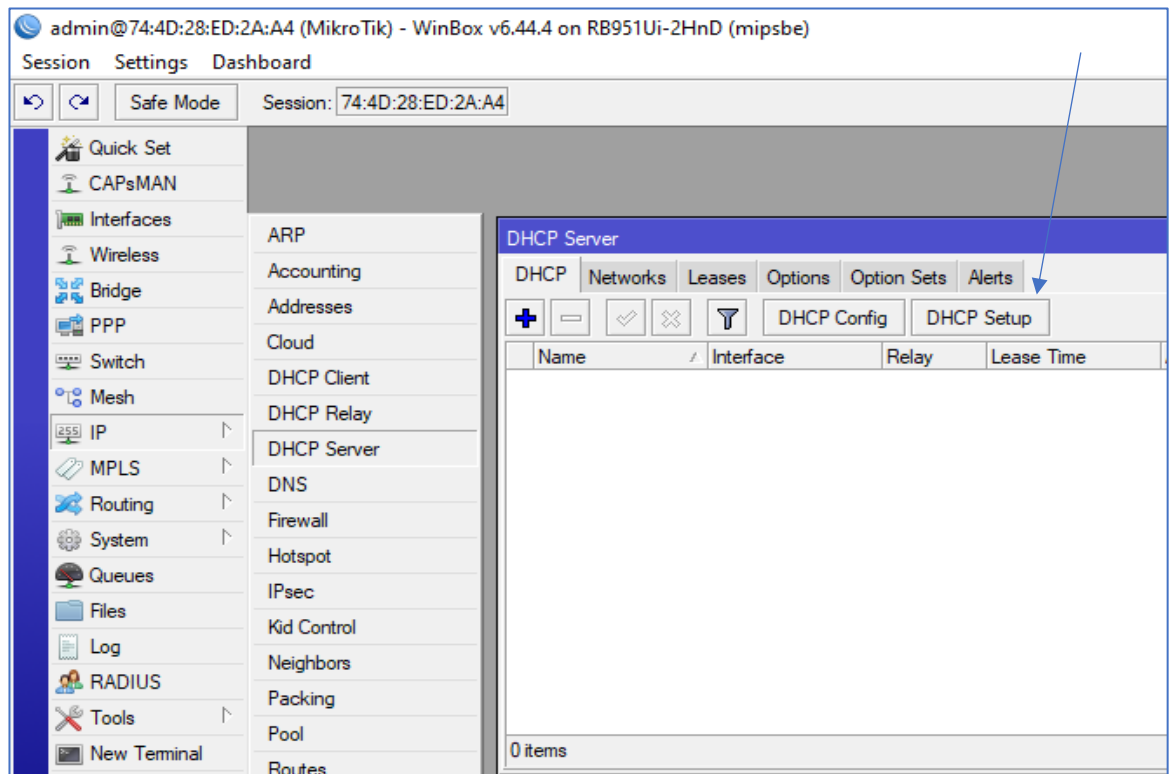 admin@74:4D:28:ED:2A:A4 (MikroTik) - WinBox v6.44.4 on RB951Ui-2HnD (mipsbe)
Session Settings Dashboard
Safe Mode Session: 74:4D:28:ED:2A:A4
Quick Set
CAPsMAN
Interfaces
Wireless
Bridge
PPP
Switch
Mesh
255 IP
MPLS
Routing
System
Queues
Files
Log
RADIUS
Tools
New Terminal
ARP
Accounting
Addresses
Cloud
DHCP Client
DHCP Relay
DHCP Server
DNS
Firewall
Hotspot
IPsec
Kid Control
Neighbors
Packing
Pool
Routes
DHCP Server
DHCP Networks Leases Options Option Sets Alerts
DHCP Config DHCP Setup
Name Interface Relay Lease Time
0 items